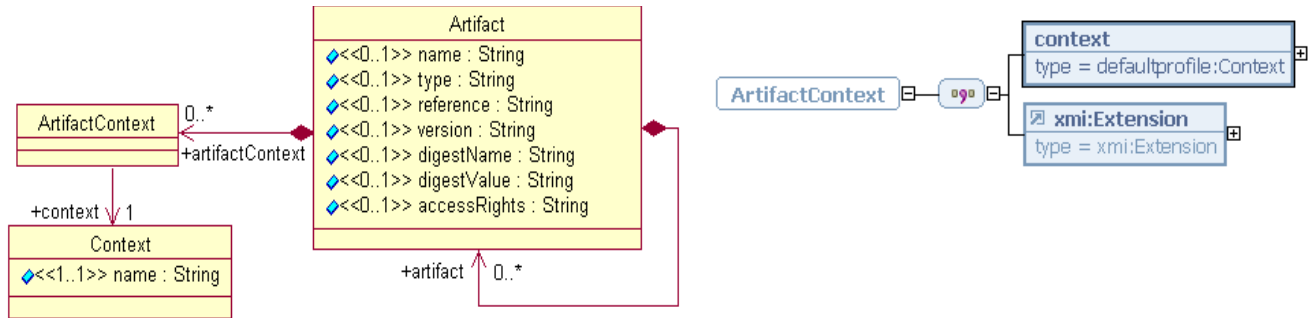 Artifact
<<0..1>> name : String
<<0..1>> type : String
<<0..1>> reference : String
<<0..1>> version : String
<<0..1>> digestName : String
<<0..1>> digestValue : String
<<0..1>> accessRights : String
ArtifactContext
0..*
+artifactContext
+context
1
Context
<<1..1>> name : String
+artifact
0..*
ArtifactContext
context
type = defaultprofile:Context
xmi:Extension
type = xmi:Extension